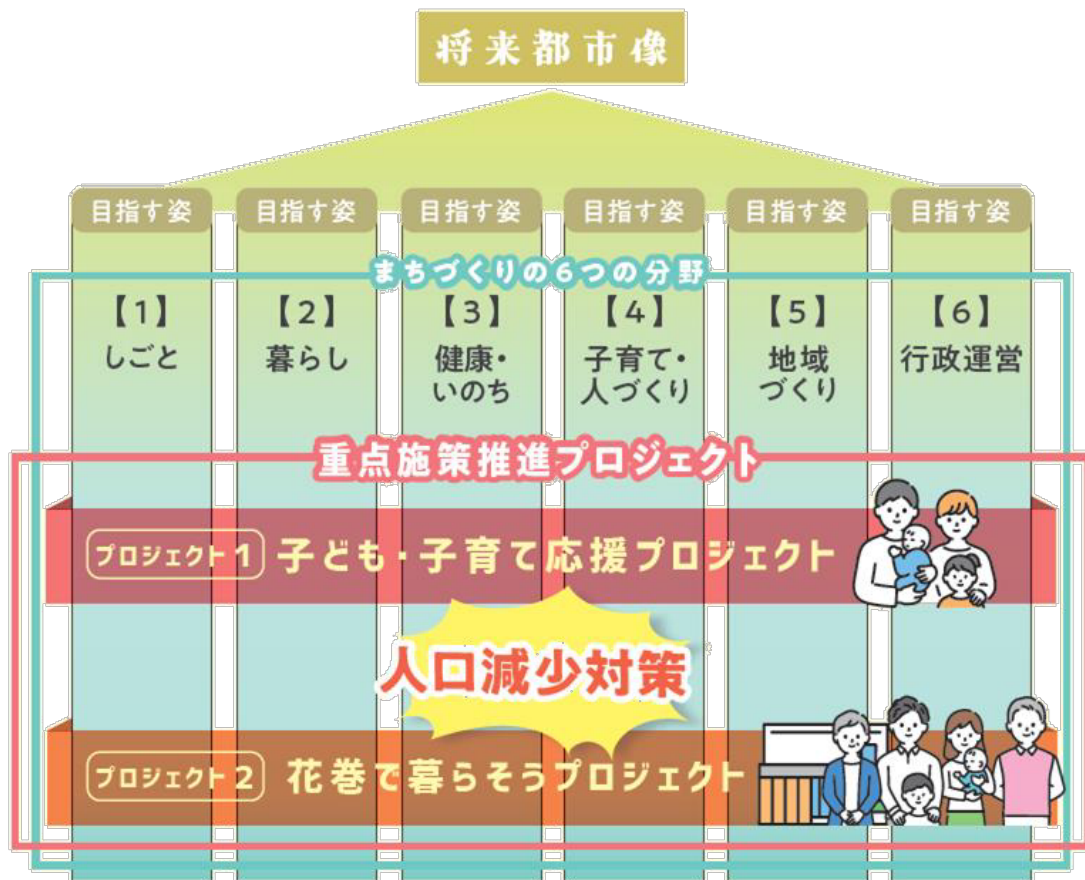 将来都市像
目指す姿
目指す姿
目指す姿
目指す姿
目指す姿
目指す姿
まちづくりの6つの分野
【1】
しごと
【2】
暮らし
【3】
健康・
いのち
【4】
子育て・
人づくり
【5】
地域
づくり
【6】
行政運営
重点施策推進プロジェクト
プロジェクト1 子ども・子育て応援プロジェクト
人口減少対策
プロジェクト2 花巻で暮らそうプロジェクト